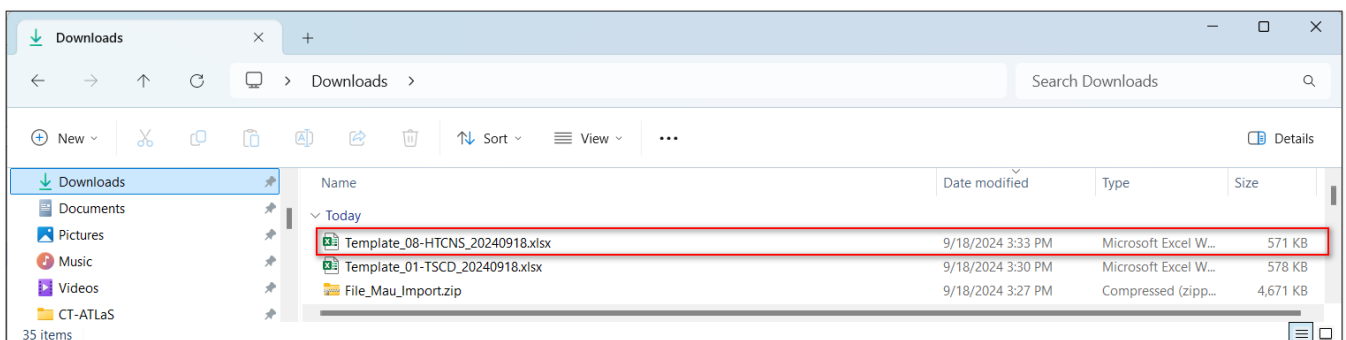 Downloads
Downloads
Search Downloads
New
Sort
View
Details
Downloads
Documents
Pictures
Music
Videos
CT-ATLaS
Name Date modified Type Size
Today
Template_08-HTCNS_20240918.xlsx 9/18/2024 3:33 PM Microsoft Excel W... 571 KB
Template_01-TSCD_20240918.xlsx 9/18/2024 3:30 PM Microsoft Excel W... 578 KB
File_Mau_Import.zip 9/18/2024 3:27 PM Compressed (zipp... 4,671 KB
35 items